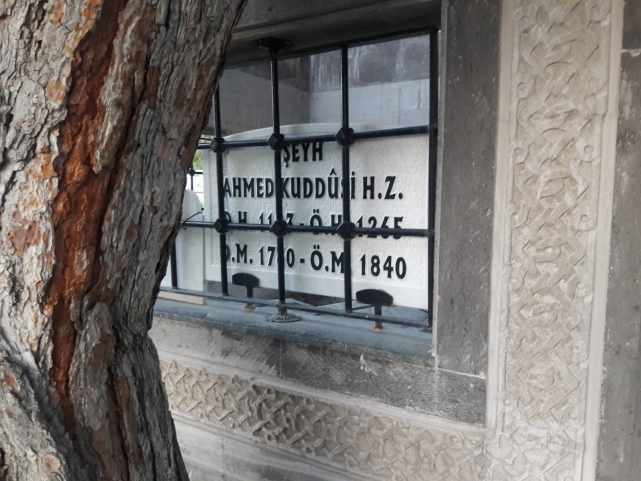 ŞEYH
AHMED KUDDÛSİ H.Z.
Ö.H. 1265
D.M. - Ö.M. 1840